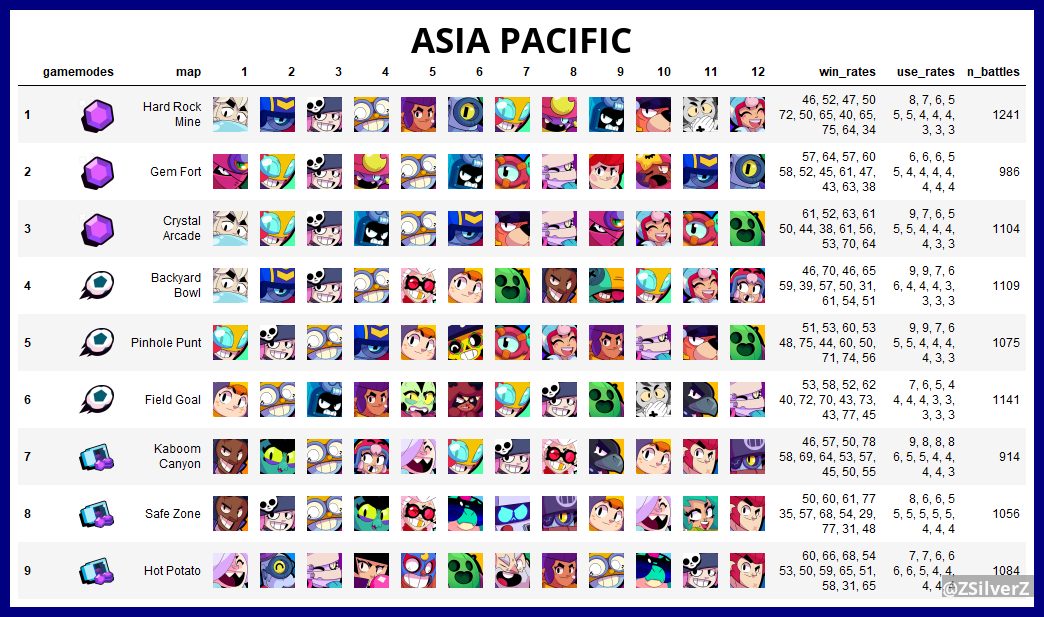 ASIA PACIFIC
gamemodes map 1 2 3 4 5 6 7 8 9 10 11 12 win_rates use_rates n_battles
1 Hard Rock Mine 46, 52, 47, 50 72, 50, 65, 40, 65, 75, 64, 34 8, 7, 6, 5 5, 5, 4, 4, 4, 3, 3, 3 1241
2 Gem Fort 57, 64, 57, 60 58, 52, 45, 61, 47, 43, 63, 38 6, 6, 6, 5 5, 4, 4, 4, 4, 4, 4, 4 986
3 Crystal Arcade 61, 52, 63, 61 50, 44, 38, 61, 56, 53, 70, 64 9, 7, 6, 5 5, 5, 4, 4, 4, 4, 3, 3 1104
4 Backyard Bowl 46, 70, 46, 65 59, 39, 57, 50, 31, 61, 54, 51 9, 9, 7, 6 6, 4, 4, 4, 3, 3, 3, 3 1109
5 Pinhole Punt 51, 53, 60, 53 48, 75, 44, 60, 50, 71, 74, 56 9, 9, 7, 6 5, 5, 4, 4, 4, 4, 3, 3 1075
6 Field Goal 53, 58, 52, 62 40, 72, 70, 43, 73, 43, 77, 45 7, 6, 5, 4 4, 4, 4, 3, 3, 3, 3, 3 1141
7 Kaboom Canyon 46, 57, 50, 78 58, 69, 64, 53, 57, 45, 50, 55 9, 8, 8, 8 6, 5, 5, 4, 4, 4, 4, 3 914
8 Safe Zone 50, 60, 61, 77 35, 57, 68, 54, 29, 77, 31, 48 8, 6, 6, 5 5, 5, 5, 5, 5, 4, 4, 4 1056
9 Hot Potato 60, 66, 68, 54 53, 50, 59, 65, 51, 58, 31, 65 7, 7, 6, 6 6, 6, 5, 4, 4, 4, 1084
@ZSilverZ